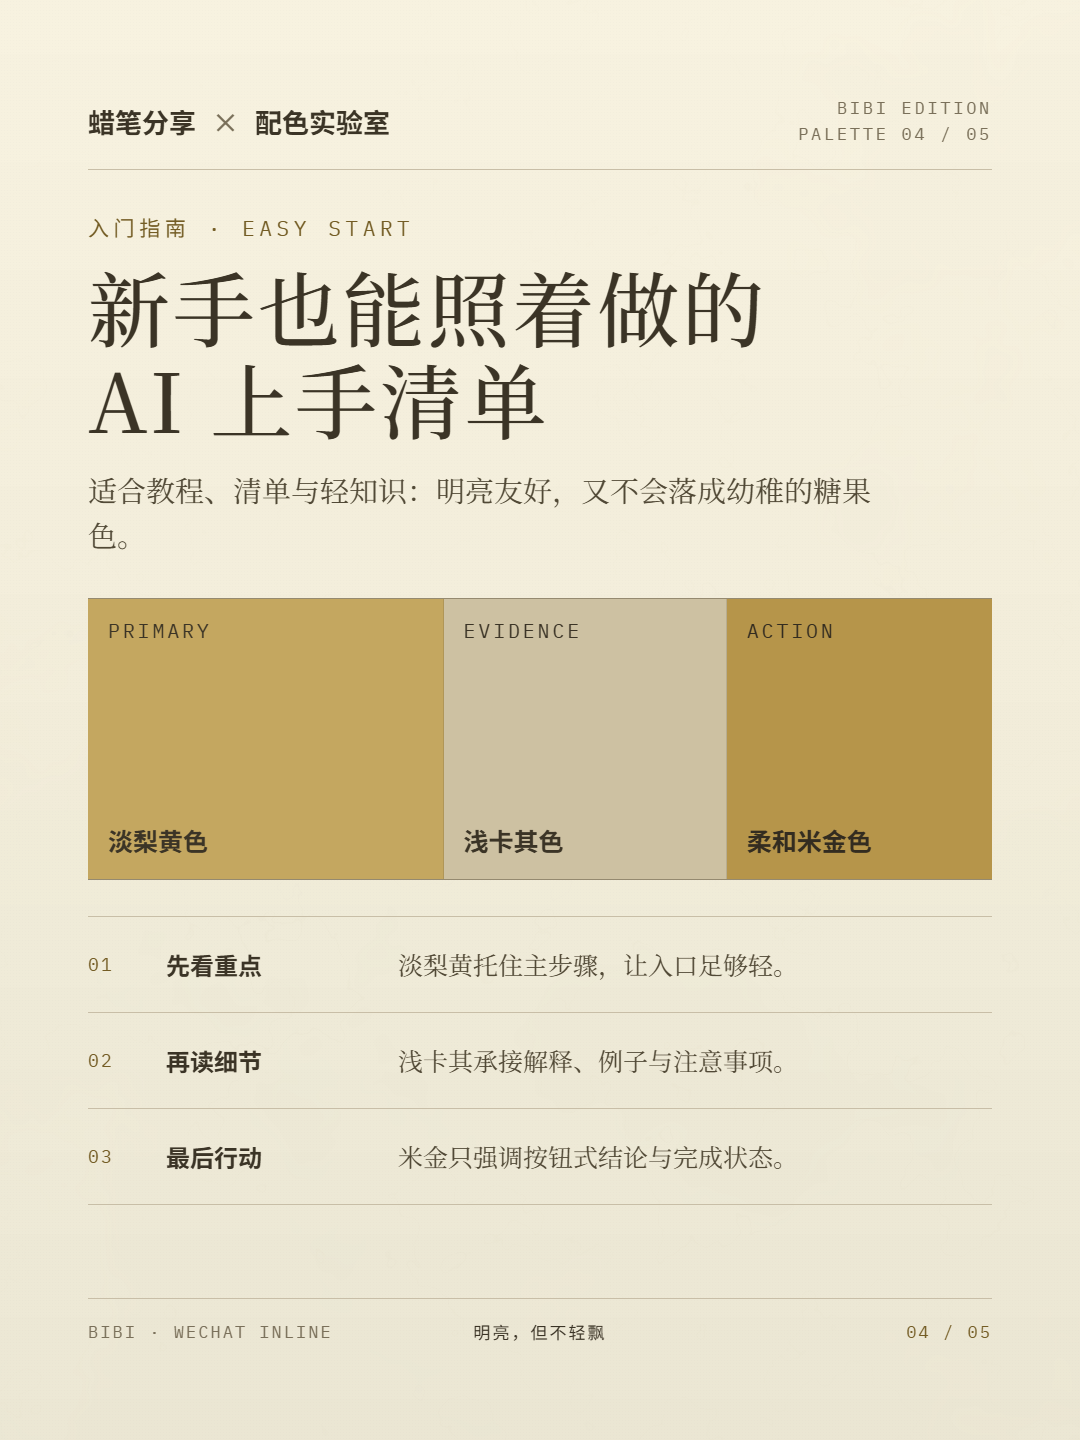 蜡笔分享 × 配色实验室
BIBI EDITION
PALETTE 04 / 05
入门指南 · EASY START
新手也能照着做的
AI 上手清单
适合教程、清单与轻知识：明亮友好，又不会落成幼稚的糖果
色。
PRIMARY
淡梨黄色
EVIDENCE
浅卡其色
ACTION
柔和米金色
01 先看重点 淡梨黄托住主步骤，让入口足够轻。
02 再读细节 浅卡其承接解释、例子与注意事项。
03 最后行动 米金只强调按钮式结论与完成状态。
BIBI · WECHAT INLINE 明亮，但不轻飘 04 / 05